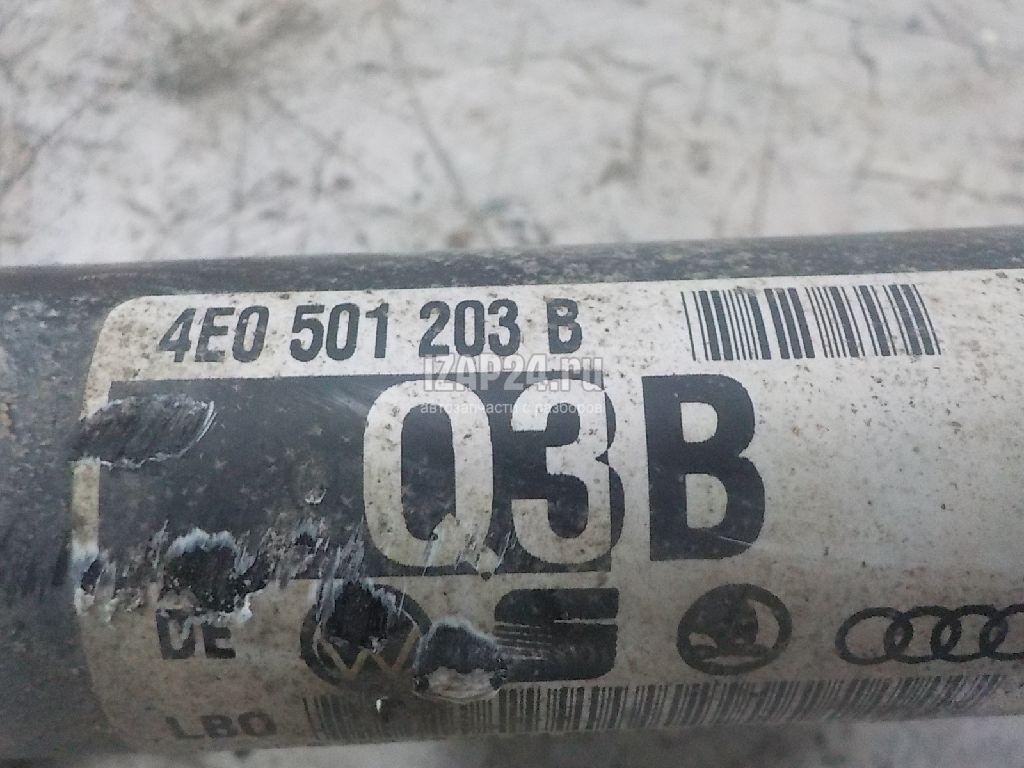 4E0 501 203 B
IZAP24.ru
автозапчасти с разборов
Q3B
DE
LBO